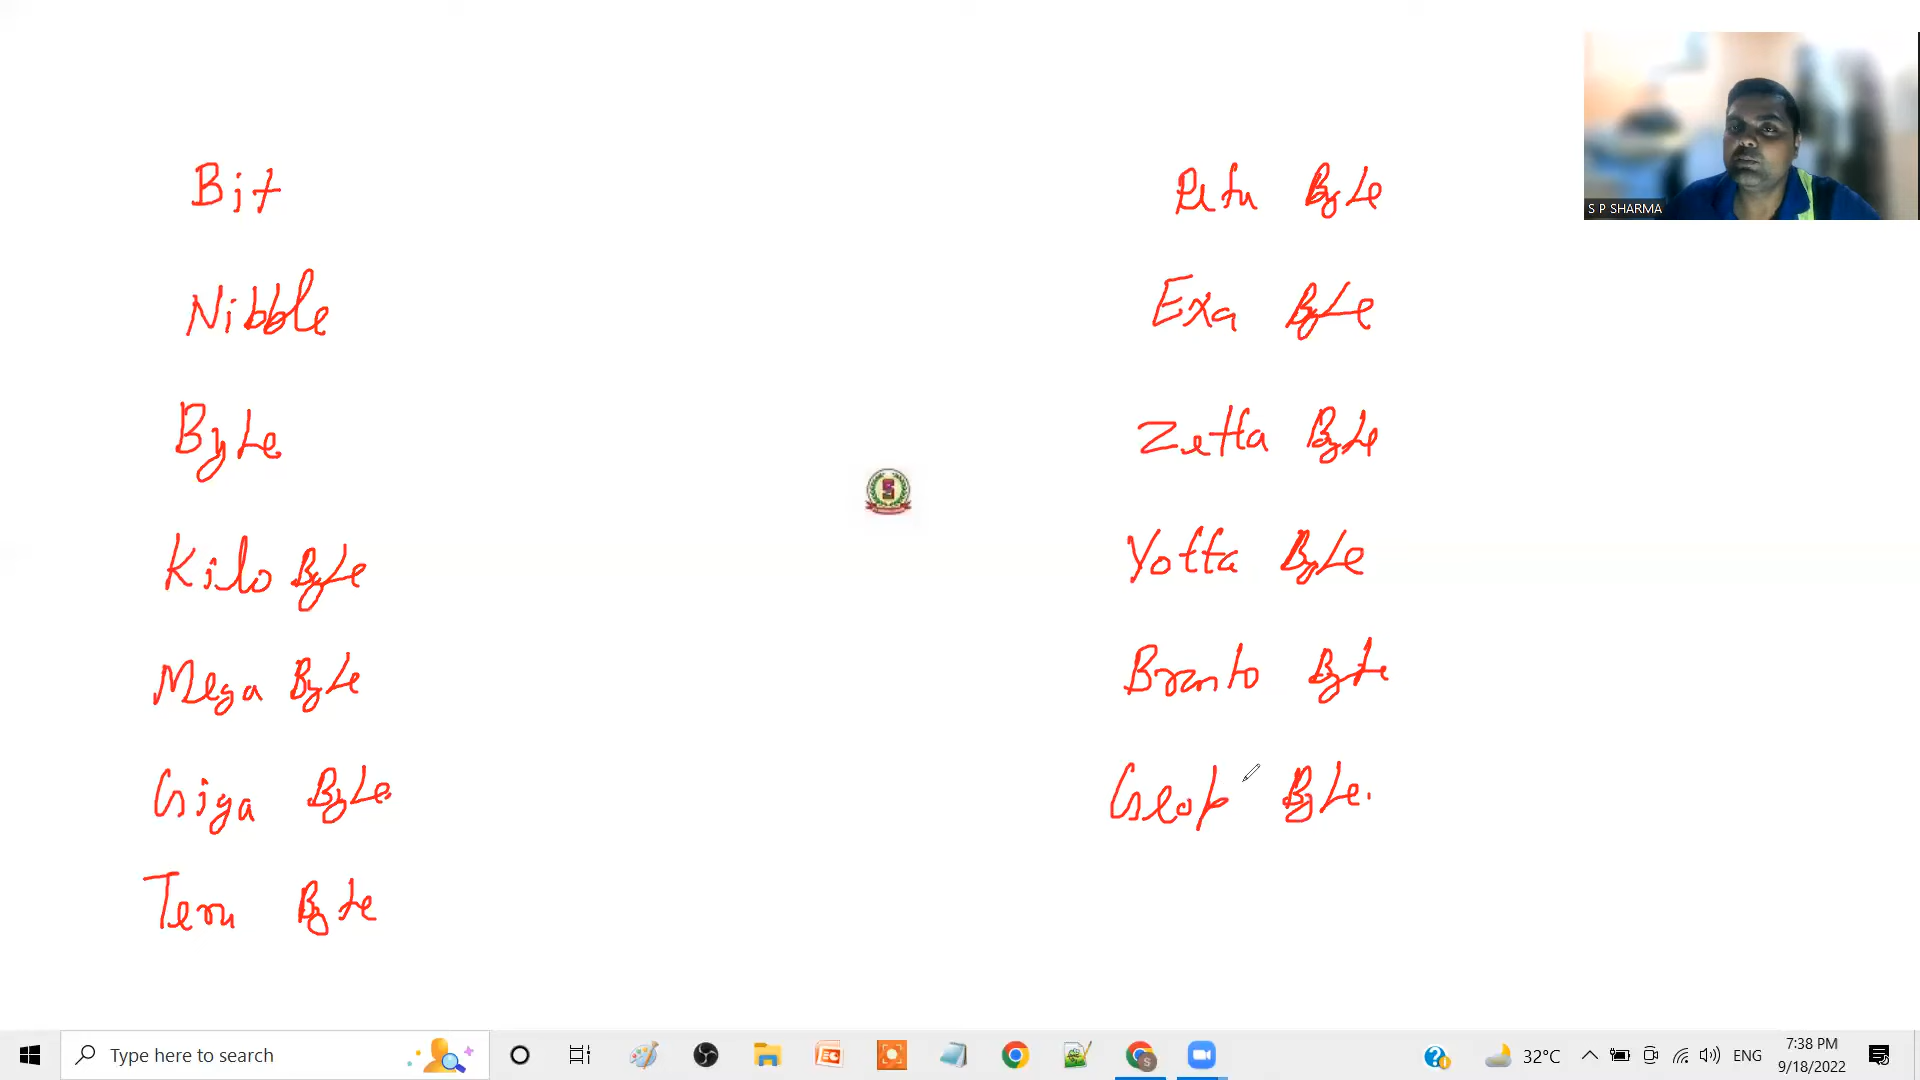 Bit
Nibble
Byte
Kilo Byte
Mega Byte
Giga Byte
Tera Byte
Peta Byte
Exa Byte
Zetta Byte
Yotta Byte
Bronto Byte
Geop Byte.
S P SHARMA
S
Type here to search
32°C
ENG
7:38 PM
9/18/2022